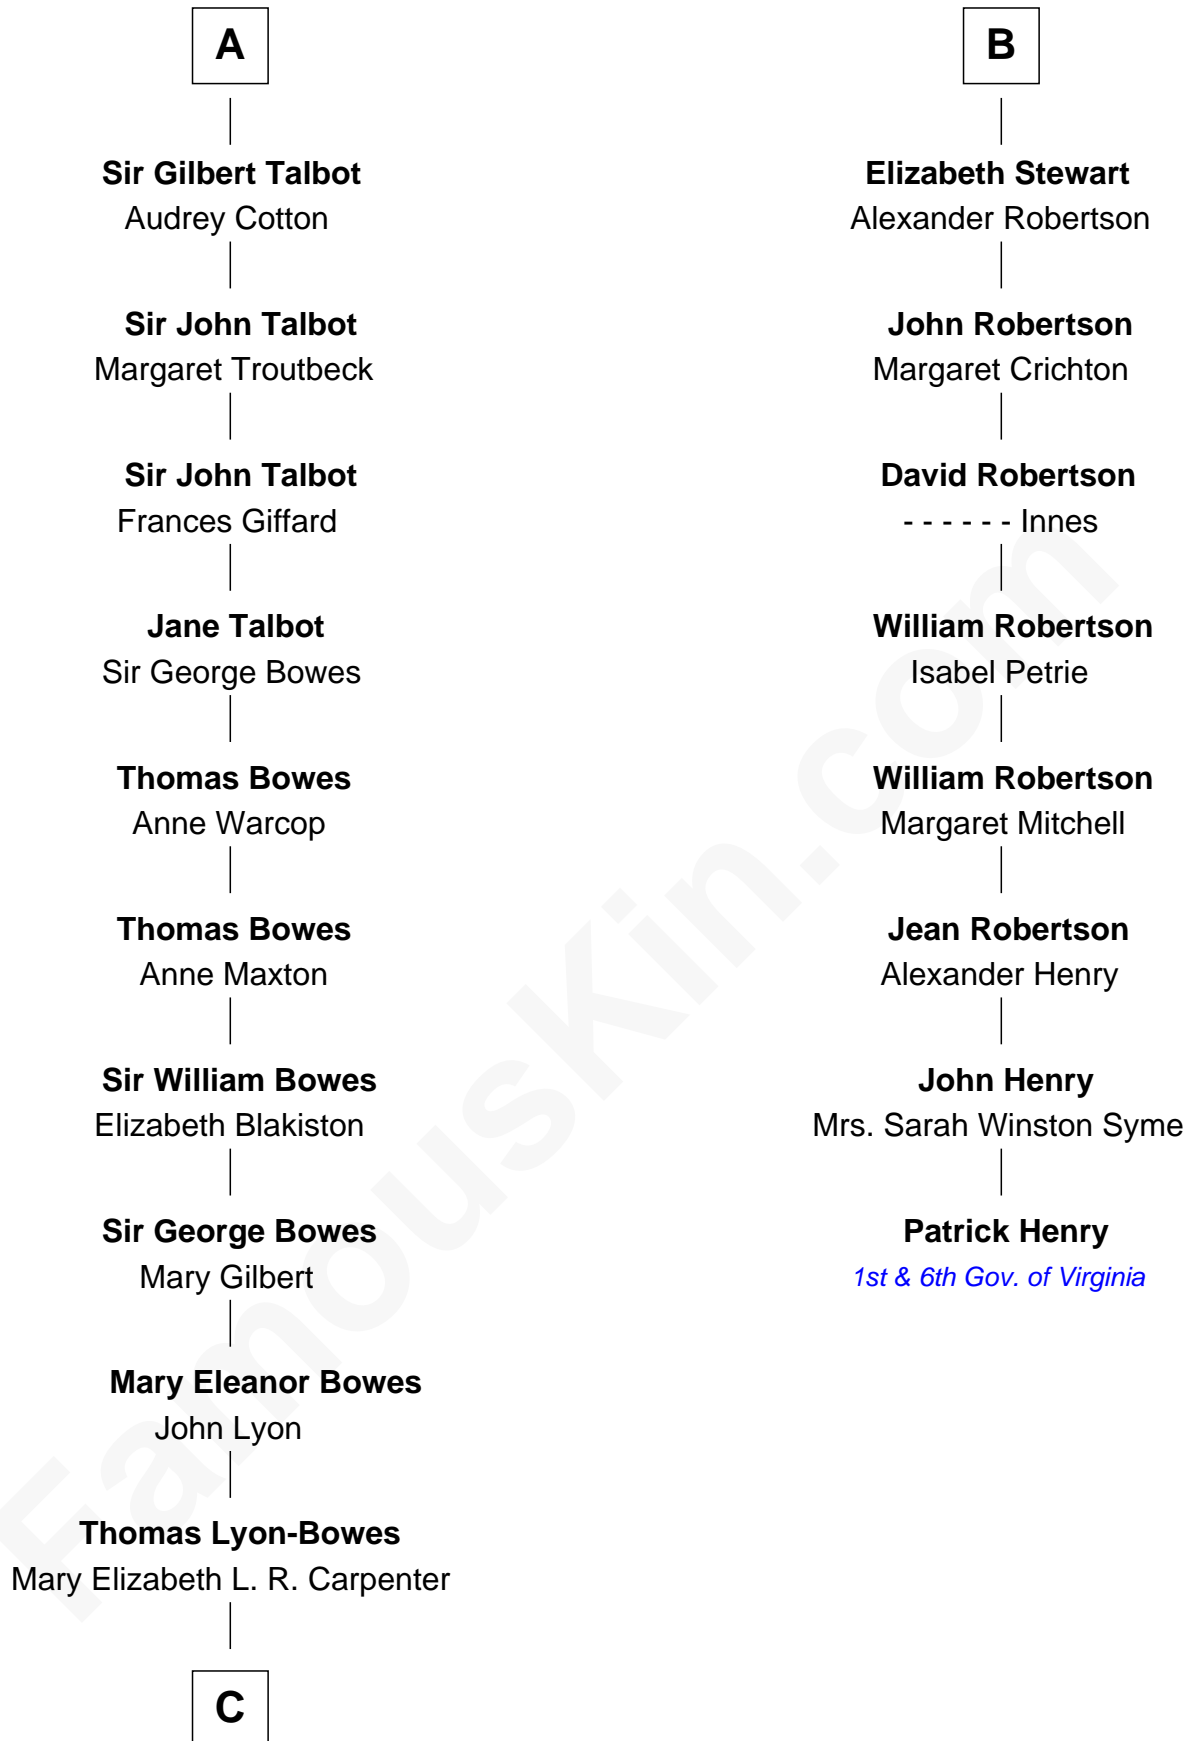 A
Sir Gilbert Talbot
Audrey Cotton
Sir John Talbot
Margaret Troutbeck
Sir John Talbot
Frances Giffard
Jane Talbot
Sir George Bowes
Thomas Bowes
Anne Warcop
Thomas Bowes
Anne Maxton
Sir William Bowes
Elizabeth Blakiston
Sir George Bowes
Mary Gilbert
Mary Eleanor Bowes
John Lyon
Thomas Lyon-Bowes
Mary Elizabeth L. R. Carpenter
C
B
Elizabeth Stewart
Alexander Robertson
John Robertson
Margaret Crichton
David Robertson
- - - - - - Innes
William Robertson
Isabel Petrie
William Robertson
Margaret Mitchell
Jean Robertson
Alexander Henry
John Henry
Mrs. Sarah Winston Syme
Patrick Henry
1st & 6th Gov. of Virginia
FamousKin.com